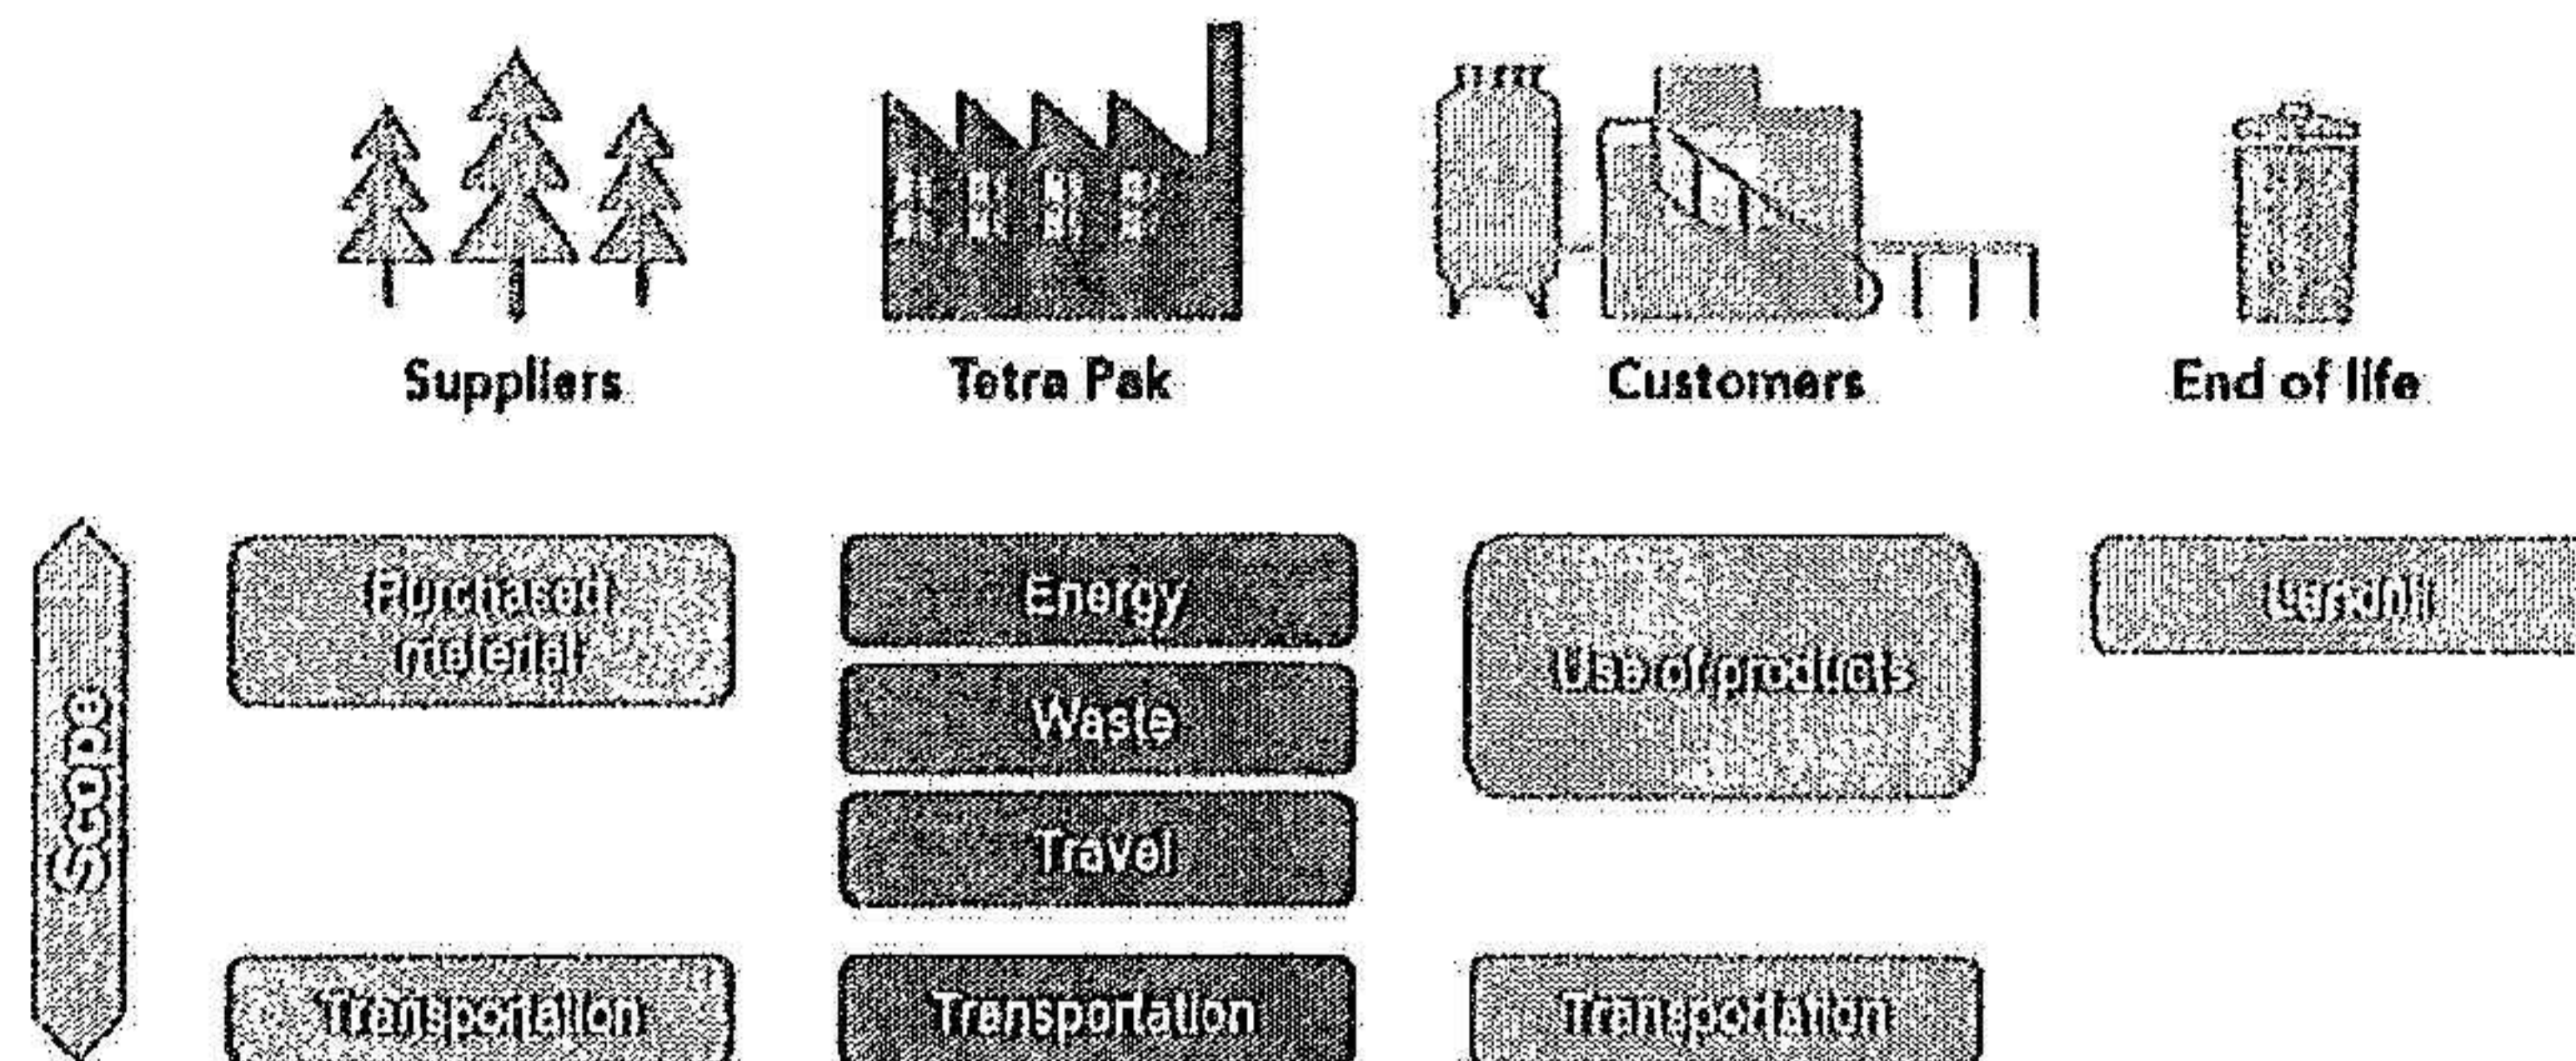 Suppliers
Tetra Pak
Customers
End of life
Scope
Purchased
material
Energy
Waste
Travel
Use of products
Landfill
Transportation
Transportation
Transportation